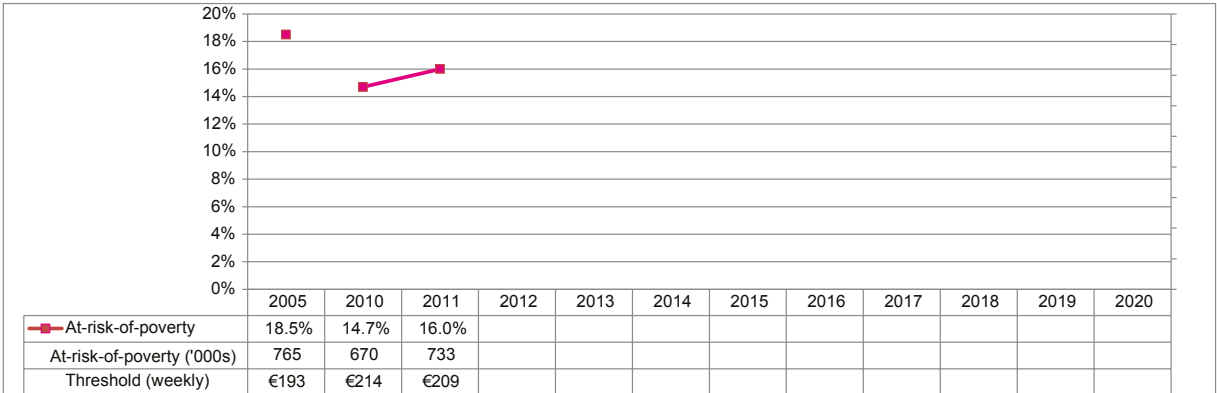 20%
18%
16%
14%
12%
10%
8%
6%
4%
2%
0%
2005 2010 2011 2012 2013 2014 2015 2016 2017 2018 2019 2020
At-risk-of-poverty 18.5% 14.7% 16.0%
At-risk-of-poverty ('000s) 765 670 733
Threshold (weekly) €193 €214 €209